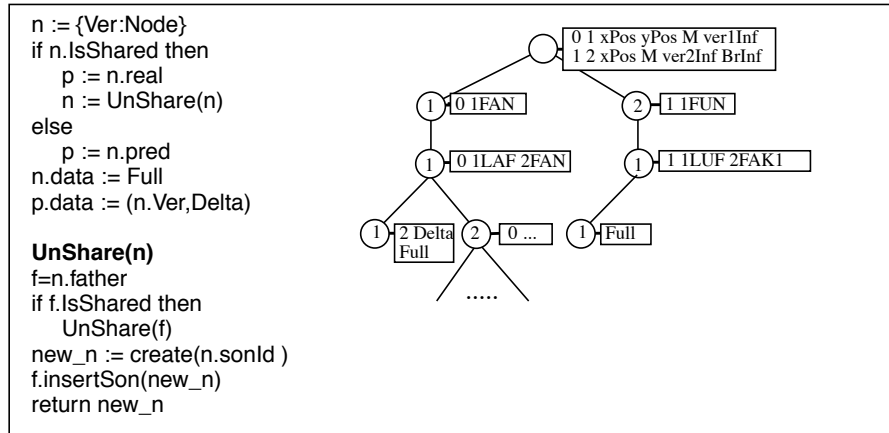 n := {Ver:Node}
if n.IsShared then
p := n.real
n := UnShare(n)
else
p := n.pred
n.data := Full
p.data := (n.Ver,Delta)
UnShare(n)
f=n.father
if f.IsShared then
UnShare(f)
new_n := create(n.sonId )
f.insertSon(new_n)
return new_n
0 1 xPos yPos M ver1Inf
1 2 xPos M ver2Inf BrInf
1
0 1FAN
2
1 1FUN
1
0 1LAF 2FAN
1
1 1LUF 2FAK1
1
2 Delta
Full
2
0 ...
1
Full
.....